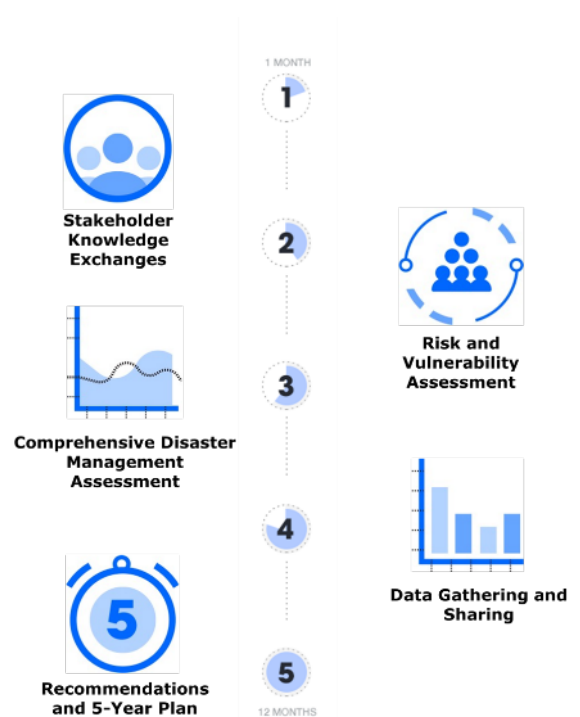 1 MONTH
1
Stakeholder
Knowledge
Exchanges
2
Risk and
Vulnerability
Assessment
3
Comprehensive Disaster
Management
Assessment
4
Data Gathering and
Sharing
5
Recommendations
and 5-Year Plan
5
12 MONTHS